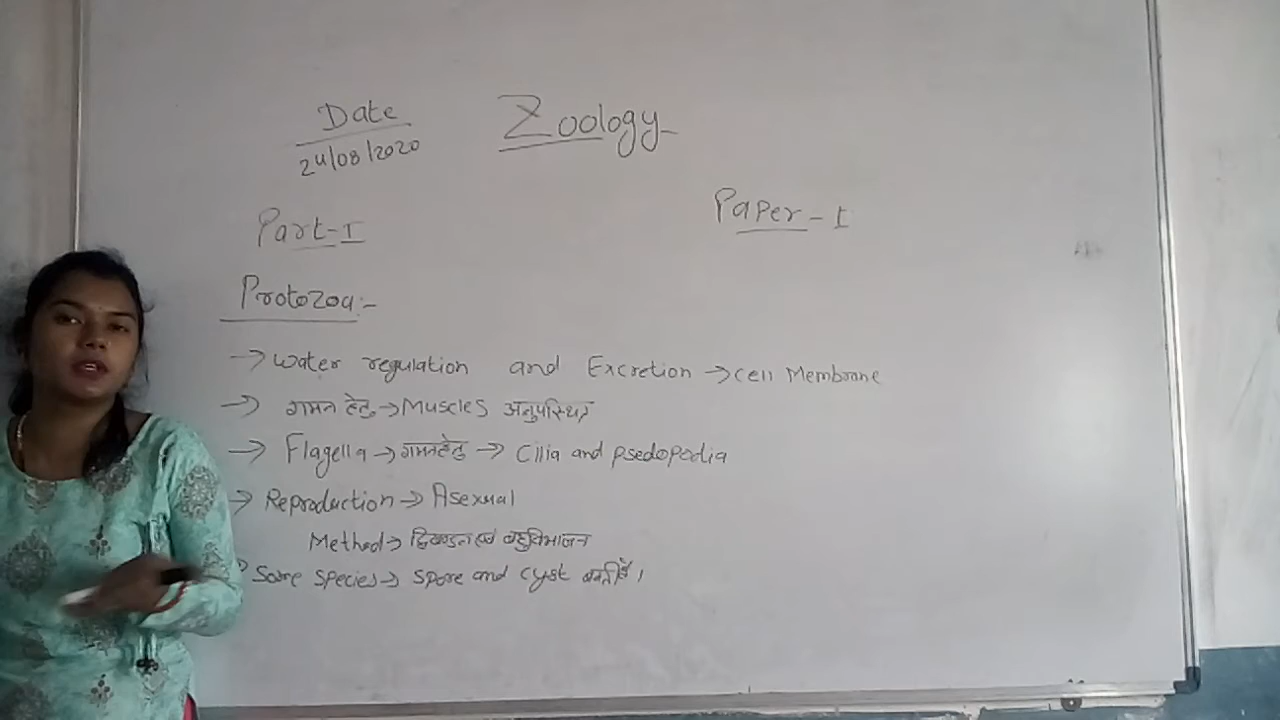 Date
Zoology
24/08/2020
Paper - I
Part-I
Protozoa:-
→ Water regulation and Excretion → cell Membrane
→ गमन हेतु → Muscles अनुपस्थित
→ Flagella → गमन हेतु → Cilia and psedopodia
→ Reproduction → Asexual
Method → द्विखण्डन एवं बहुविभाजन
→ Some species → spore and cyst बनाती है।